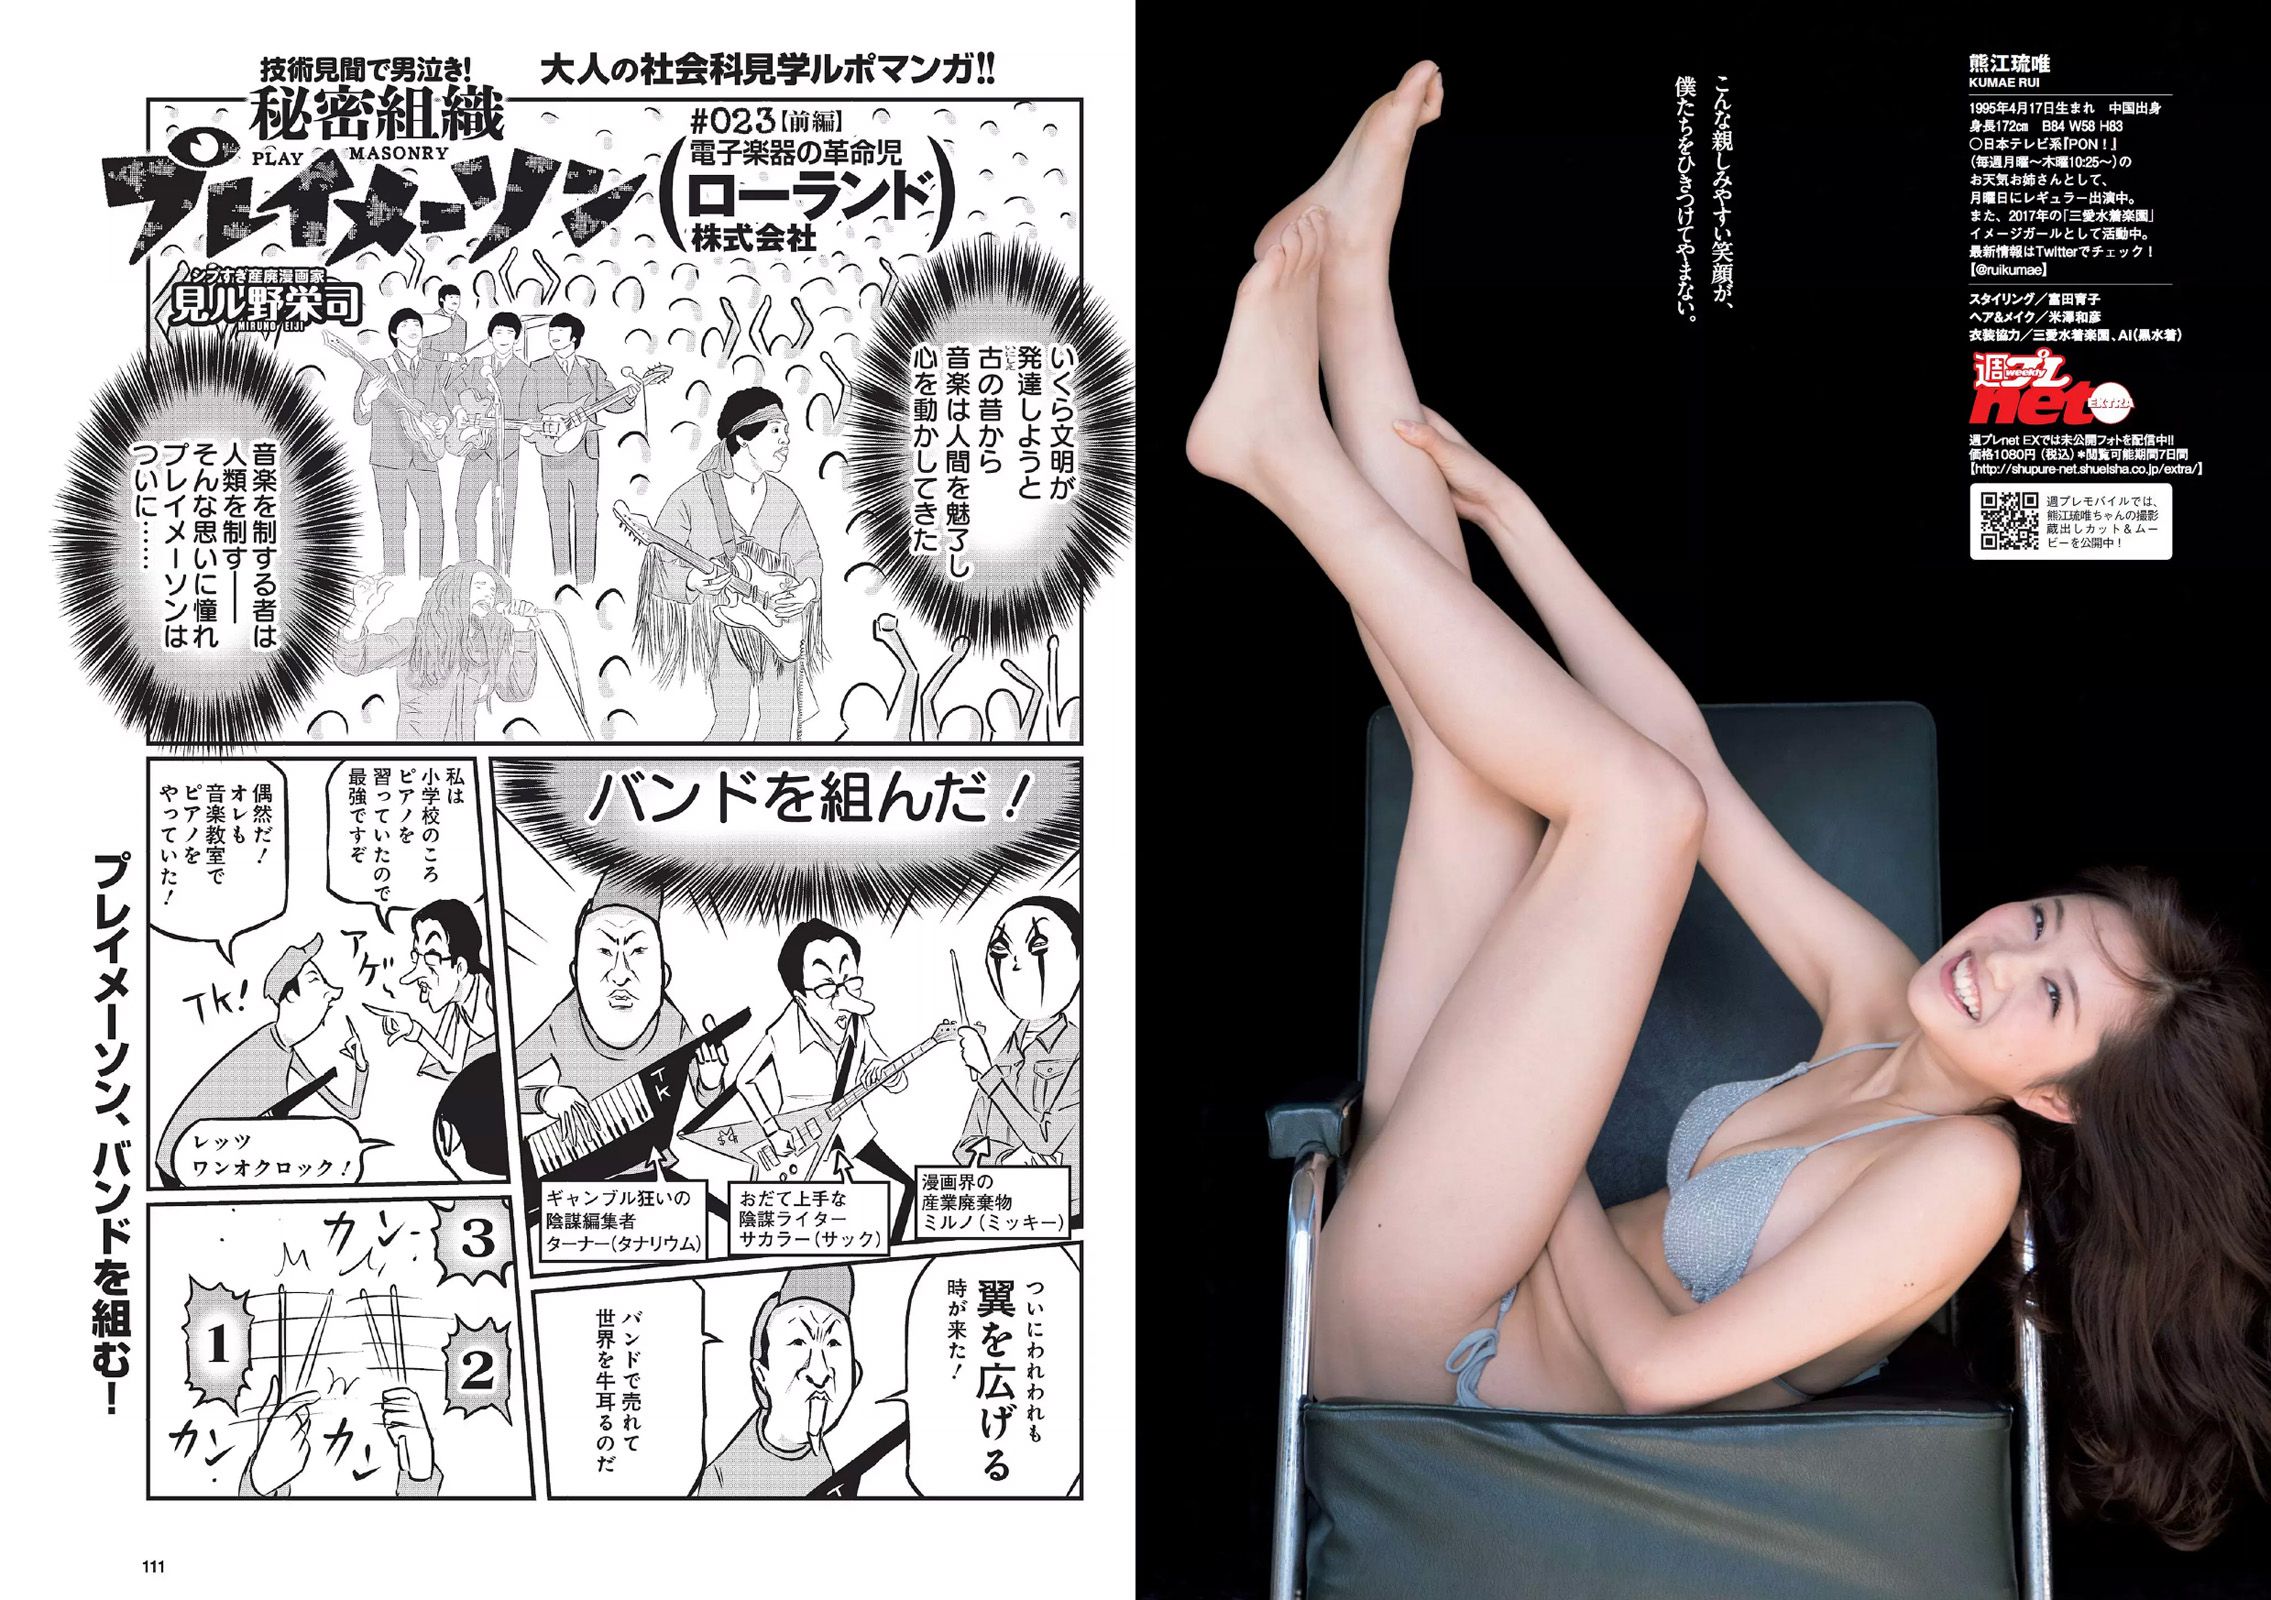 技術見聞で男泣き!
大人の社会科見学ルポマンガ!!
秘密組織
PLAY MASONRY
プレイメーソン
#023【前編】
電子楽器の革命児
(ローランド)
株式会社
シブすぎ産廃漫画家
見ル野栄司
MIRUNO EIJI
いくら文明が
発達しようと
古の昔から
いにしえ
音楽は人間を魅了し
心を動かしてきた
音楽を制する者は
人類を制す――
そんな思いに憧れ
プレイメーソンは
ついに……
バンドを組んだ!
ギャンブル狂いの
陰謀編集者
ターナー(タナリウム)
おだて上手な
陰謀ライター
サカラー(サック)
漫画界の
産業廃棄物
ミルノ(ミッキー)
TK
私は
小学校のころ
ピアノを
習っていたので
最強ですぞ
偶然だ!
オレも
音楽教室で
ピアノを
やっていた!
アゲ〜
TK!
レッツ
ワンオクロック!
ついにわれわれも
翼を広げる
時が来た!
バンドで売れて
世界を牛耳るのだ
T
カン
3
1
2
カン
カン
プレイメーソン、バンドを組む!
111
こんな親しみやすい笑顔が、
僕たちをひきつけてやまない。
熊江琉唯
KUMAE RUI
1995年4月17日生まれ 中国出身
身長172㎝ B84 W58 H83
○日本テレビ系『PON!』
(毎週月曜〜木曜10:25〜)の
お天気お姉さんとして、
月曜日にレギュラー出演中。
また、2017年の「三愛水着楽園」
イメージガールとして活動中。
最新情報はTwitterでチェック!
【@ruikumae】
スタイリング/富田育子
ヘア&メイク/米澤和彦
衣装協力/三愛水着楽園、Ai(黒水着)
週プレ
weekly
net
EXTRA
週プレnet EXでは未公開フォトを配信中!!
価格1080円(税込)*閲覧可能期間7日間
【http://shupure-net.shueisha.co.jp/extra/】
週プレモバイルでは、
熊江琉唯ちゃんの撮影
蔵出しカット&ムー
ビーを公開中!